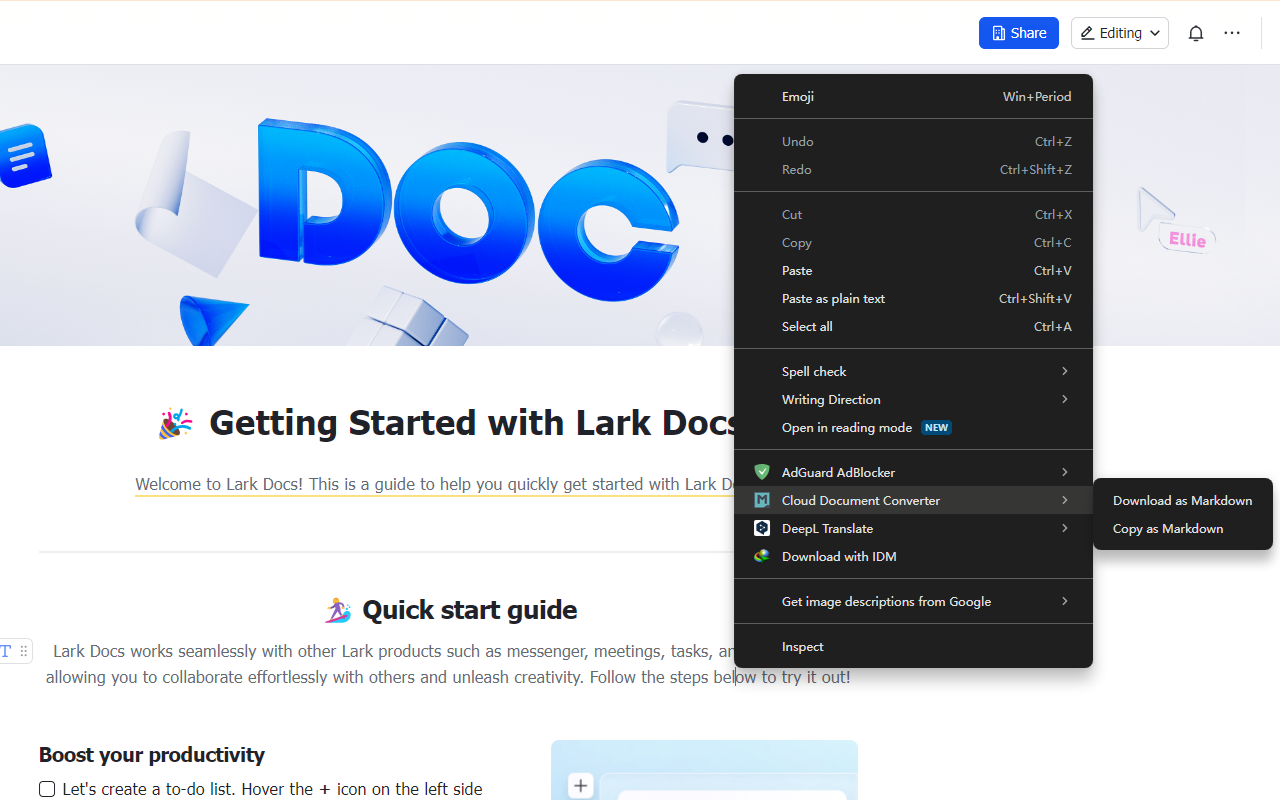 Share
Editing
DOC
Ellie
Getting Started with Lark Docs
Welcome to Lark Docs! This is a guide to help you quickly get started with Lark
Quick start guide
Lark Docs works seamlessly with other Lark products such as messenger, meetings, tasks,
allowing you to collaborate effortlessly with others and unleash creativity. Follow the steps below to try it out!
Boost your productivity
Let's create a to-do list. Hover the + icon on the left side
Emoji Win+Period
Undo Ctrl+Z
Redo Ctrl+Shift+Z
Cut Ctrl+X
Copy Ctrl+C
Paste Ctrl+V
Paste as plain text Ctrl+Shift+V
Select all Ctrl+A
Spell check
Writing Direction
Open in reading mode NEW
AdGuard AdBlocker
Cloud Document Converter
DeepL Translate
Download with IDM
Get image descriptions from Google
Inspect
Download as Markdown
Copy as Markdown